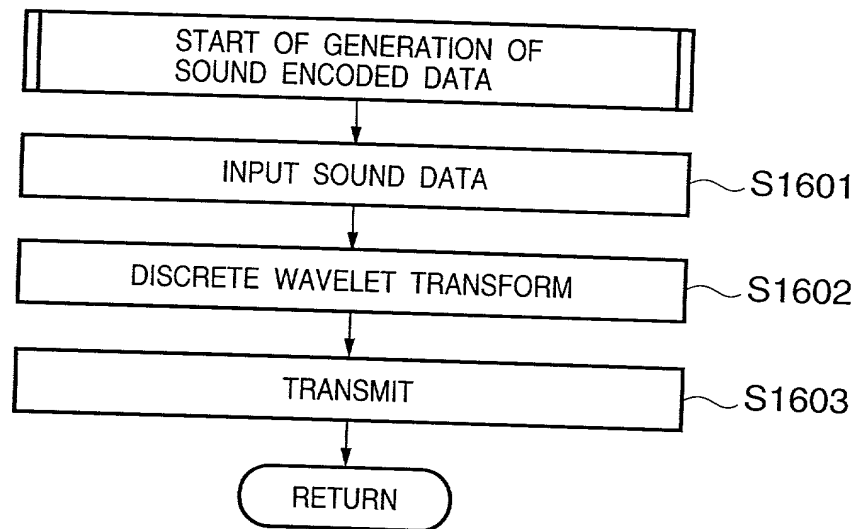 START OF GENERATION OF
SOUND ENCODED DATA
INPUT SOUND DATA
S1601
DISCRETE WAVELET TRANSFORM
S1602
TRANSMIT
S1603
RETURN